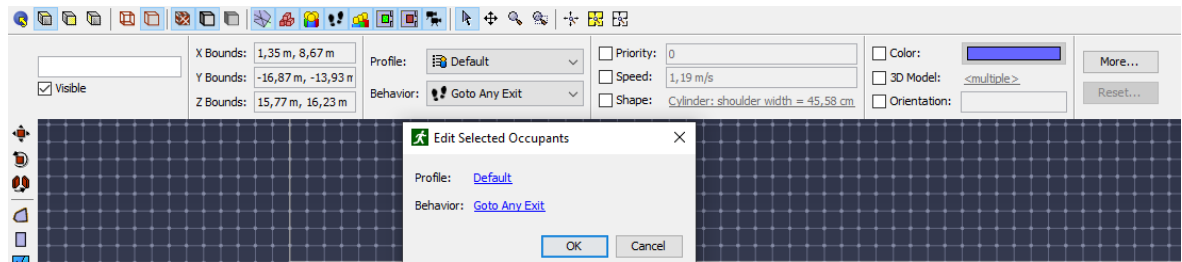 X Bounds: 1,35 m, 8,67 m
Y Bounds: -16,87 m, -13,93 m
Z Bounds: 15,77 m, 16,23 m
Visible
Profile: Default
Behavior: Goto Any Exit
Priority: 0
Speed: 1,19 m/s
Shape: Cylinder: shoulder width = 45,58 cm
Color:
3D Model: <multiple>
Orientation:
More...
Reset...
Edit Selected Occupants
Profile: Default
Behavior: Goto Any Exit
OK Cancel